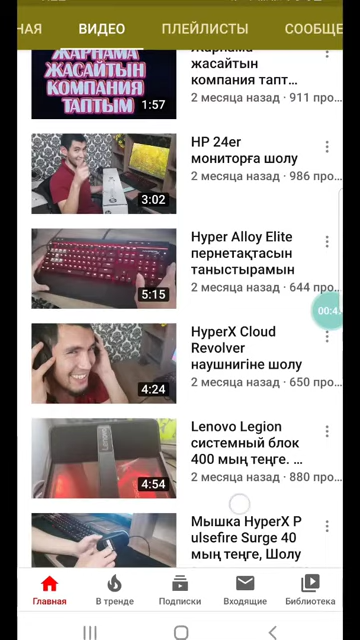 НАЯ ВИДЕО ПЛЕЙЛИСТЫ СООБЩЕ
ЖАРНАМА
ЖАСАЙТЫН
КОМПАНИЯ
ТАПТЫМ
1:57
Жарнама
жасайтын
компания тапт...
2 месяца назад · 911 про...
3:02
HP 24er
мониторға шолу
2 месяца назад · 986 про...
5:15
Hyper Alloy Elite
пернетақтасын
таныстырамын
2 месяца назад · 644 про...
00:4
4:24
HyperX Cloud
Revolver
наушнигіне шолу
2 месяца назад · 650 про...
Lenovo
4:54
Lenovo Legion
системный блок
400 мың теңге. ...
2 месяца назад · 880 про...
Мышка HyperX P
ulsefire Surge 40
мың теңге, Шолу
Главная В тренде Подписки Входящие Библиотека